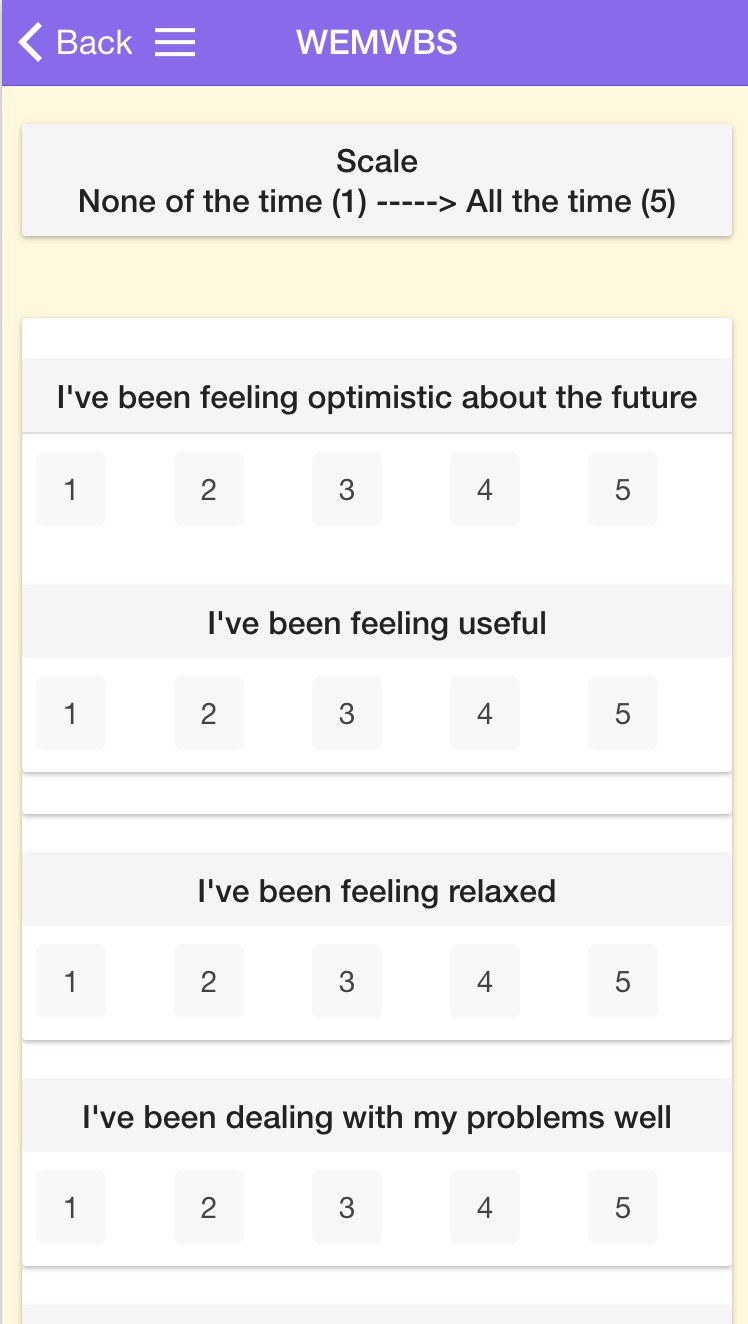 Back WEMWBS
Scale
None of the time (1) -----> All the time (5)
I've been feeling optimistic about the future
1 2 3 4 5
I've been feeling useful
1 2 3 4 5
I've been feeling relaxed
1 2 3 4 5
I've been dealing with my problems well
1 2 3 4 5